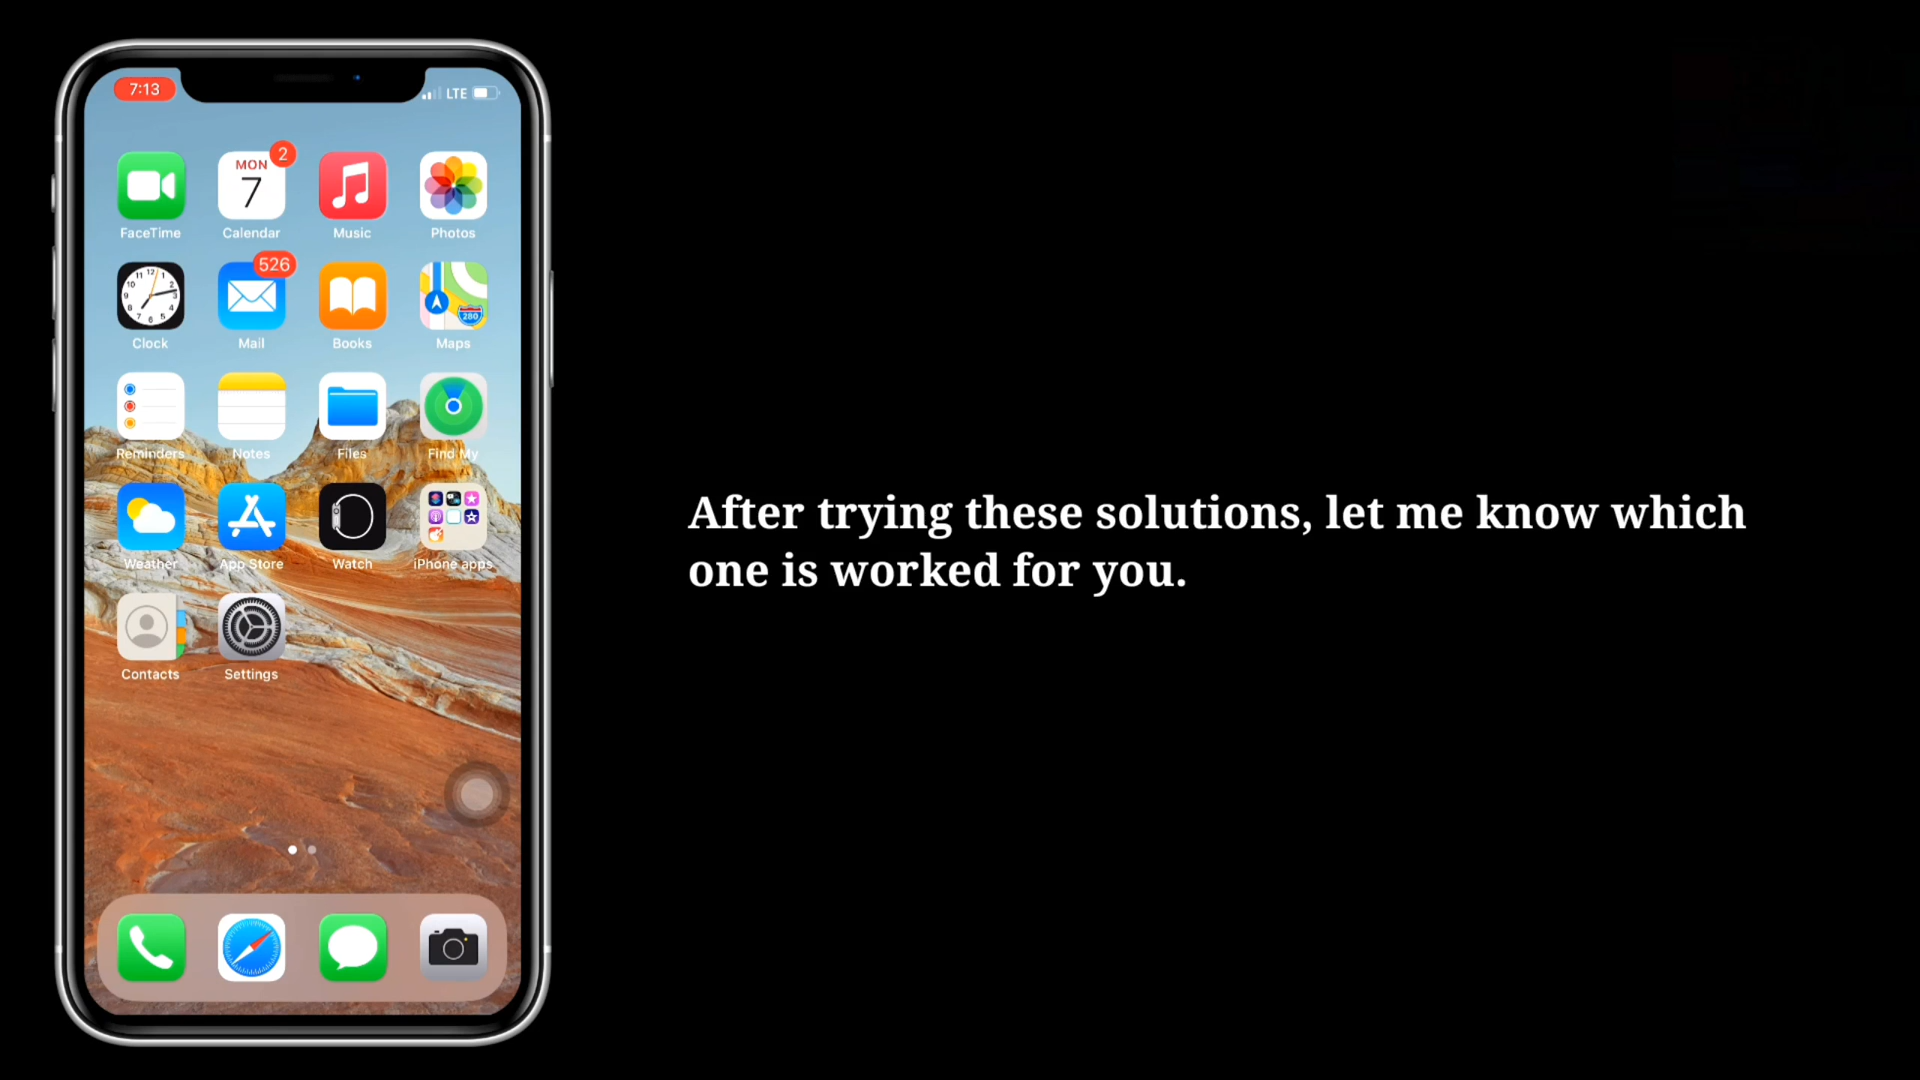 7:13
LTE
2
MON
7
FaceTime
Calendar
Music
Photos
526
280
Clock
Mail
Books
Maps
Reminders
Notes
Files
Find My
Weather
App Store
Watch
iPhone apps
Contacts
Settings
After trying these solutions, let me know which
one is worked for you.